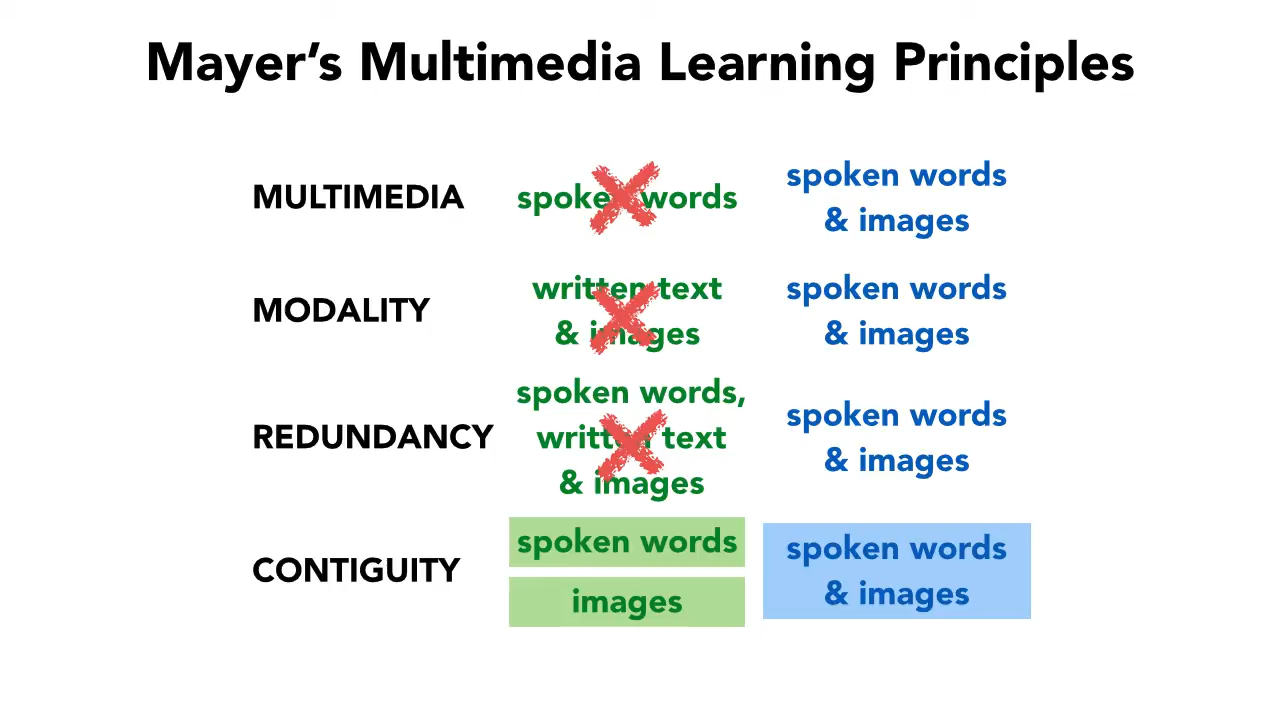 Mayer’s Multimedia Learning Principles
MULTIMEDIA
spoken words
spoken words
& images
MODALITY
written text
& images
spoken words
& images
REDUNDANCY
spoken words,
written text
& images
spoken words
& images
CONTIGUITY
spoken words
images
spoken words
& images